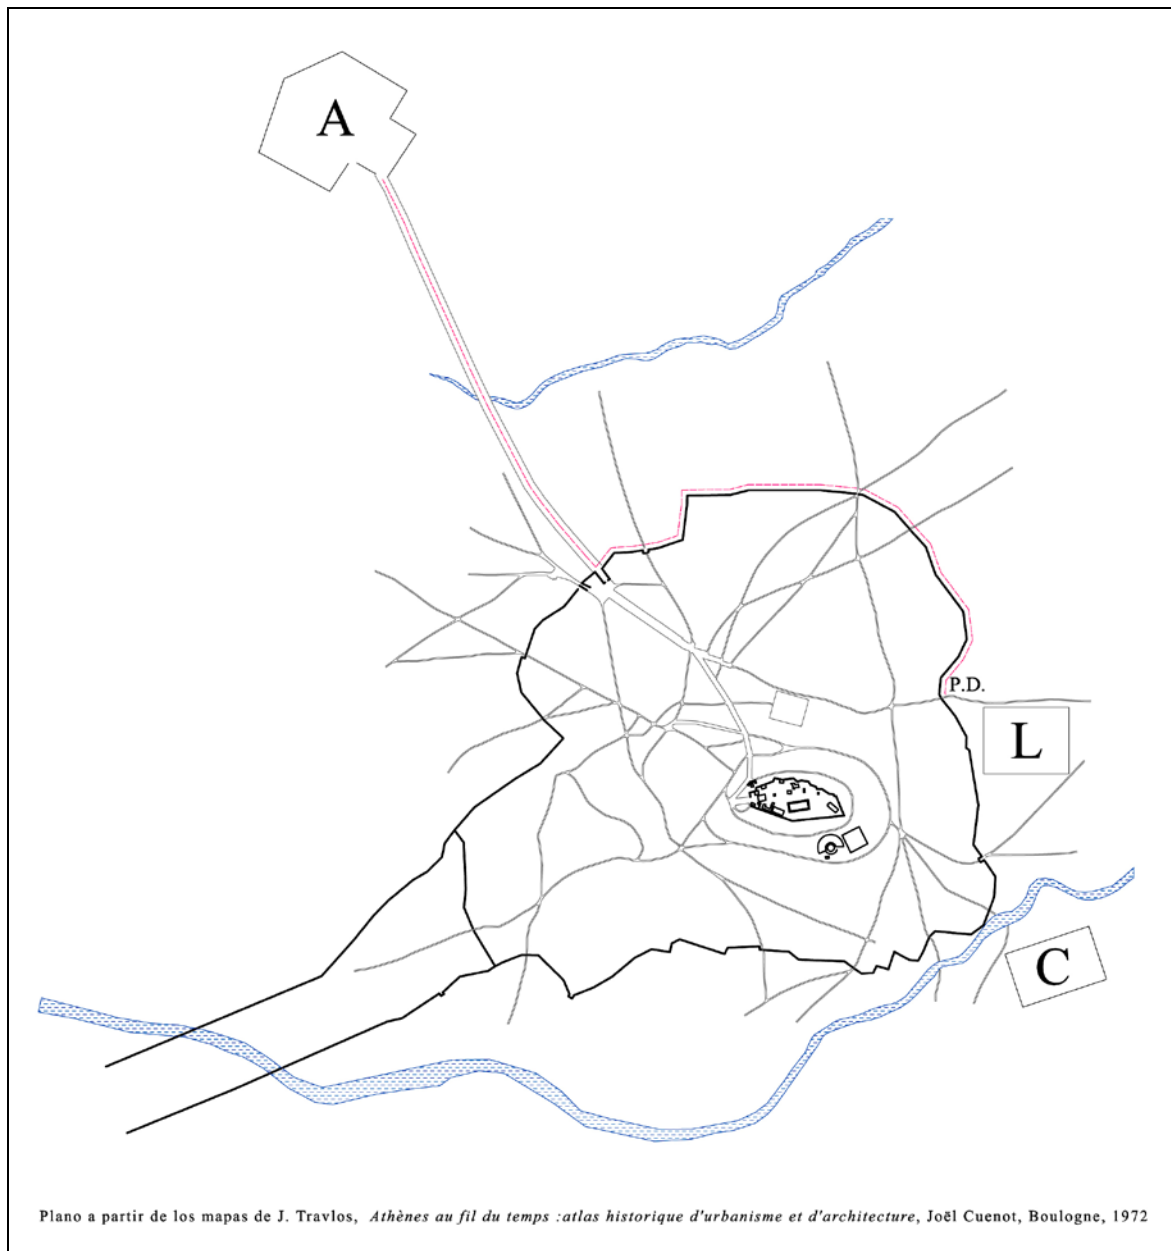 A
P.D.
L
C
Plano a partir de los mapas de J. Travlos, Athènes au fil du temps :atlas historique d'urbanisme et d'architecture, Joël Cuenot, Boulogne, 1972